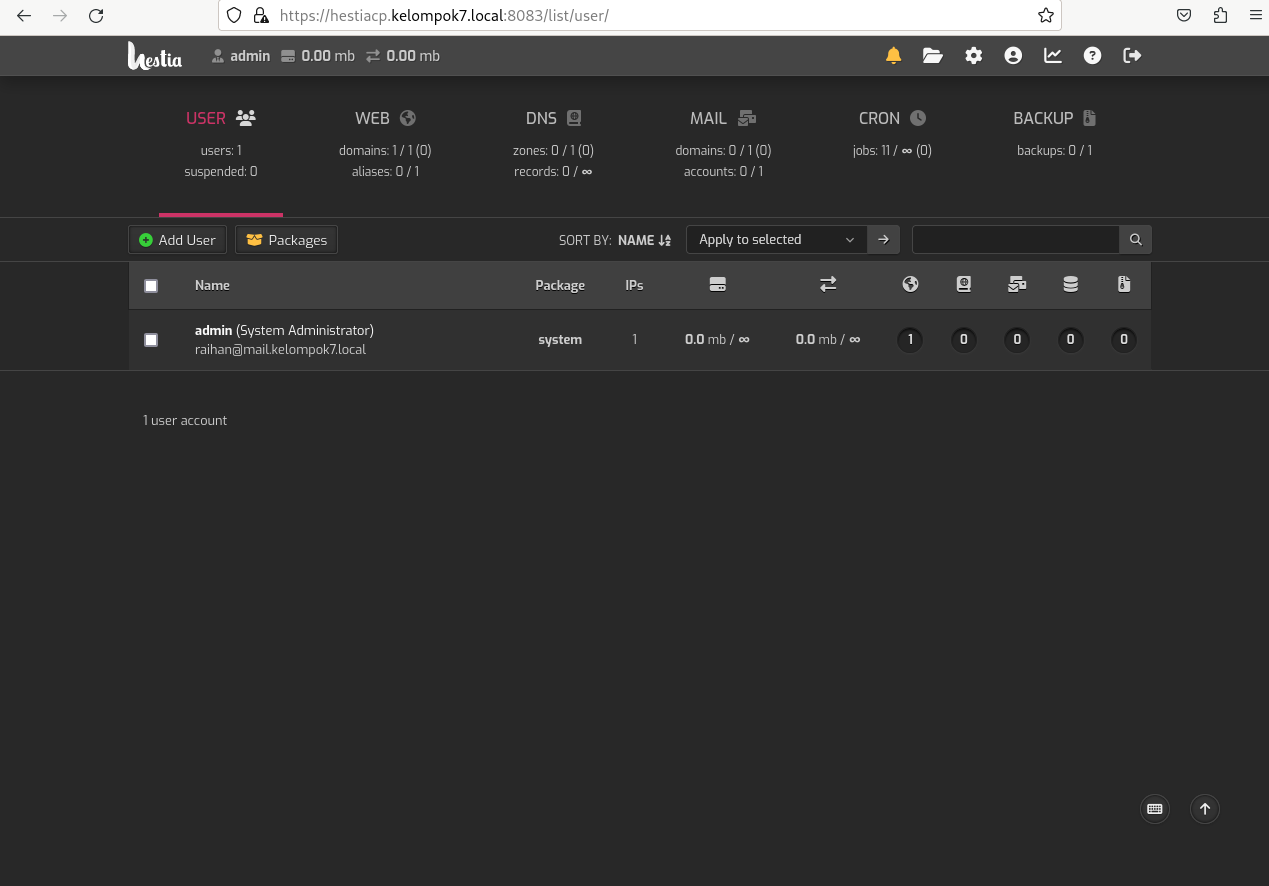 https://hestiacp.kelompok7.local:8083/list/user/
hestia admin 0.00 mb 0.00 mb
USER WEB DNS MAIL CRON BACKUP
users: 1 domains: 1 / 1 (0) zones: 0 / 1 (0) domains: 0 / 1 (0) jobs: 11 / ∞ (0) backups: 0 / 1
suspended: 0 aliases: 0 / 1 records: 0 / ∞ accounts: 0 / 1
Add User Packages SORT BY: NAME Apply to selected
Name Package IPs
admin (System Administrator) system 1 0.0 mb / ∞ 0.0 mb / ∞ 1 0 0 0 0
raihan@mail.kelompok7.local
1 user account